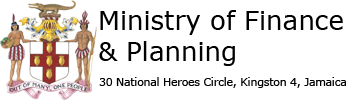 Ministry of Finance
& Planning
30 National Heroes Circle, Kingston 4, Jamaica
OUT OF MANY, ONE PEOPLE